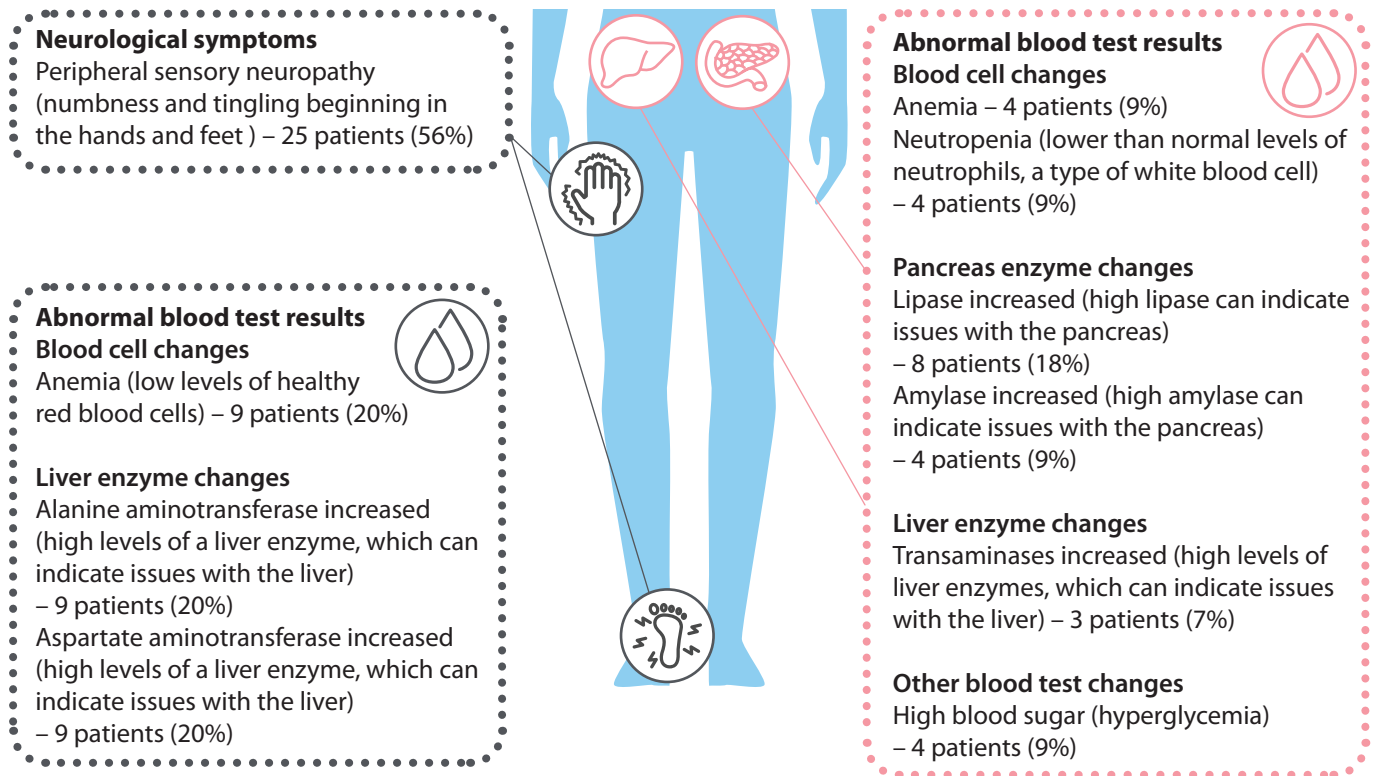 Neurological symptoms
Peripheral sensory neuropathy
(numbness and tingling beginning in
the hands and feet ) – 25 patients (56%)
Abnormal blood test results
Blood cell changes
Anemia (low levels of healthy
red blood cells) – 9 patients (20%)
Liver enzyme changes
Alanine aminotransferase increased
(high levels of a liver enzyme, which can
indicate issues with the liver)
– 9 patients (20%)
Aspartate aminotransferase increased
(high levels of a liver enzyme, which can
indicate issues with the liver)
– 9 patients (20%)
Abnormal blood test results
Blood cell changes
Anemia – 4 patients (9%)
Neutropenia (lower than normal levels of
neutrophils, a type of white blood cell)
– 4 patients (9%)
Pancreas enzyme changes
Lipase increased (high lipase can indicate
issues with the pancreas)
– 8 patients (18%)
Amylase increased (high amylase can
indicate issues with the pancreas)
– 4 patients (9%)
Liver enzyme changes
Transaminases increased (high levels of
liver enzymes, which can indicate issues
with the liver) – 3 patients (7%)
Other blood test changes
High blood sugar (hyperglycemia)
– 4 patients (9%)